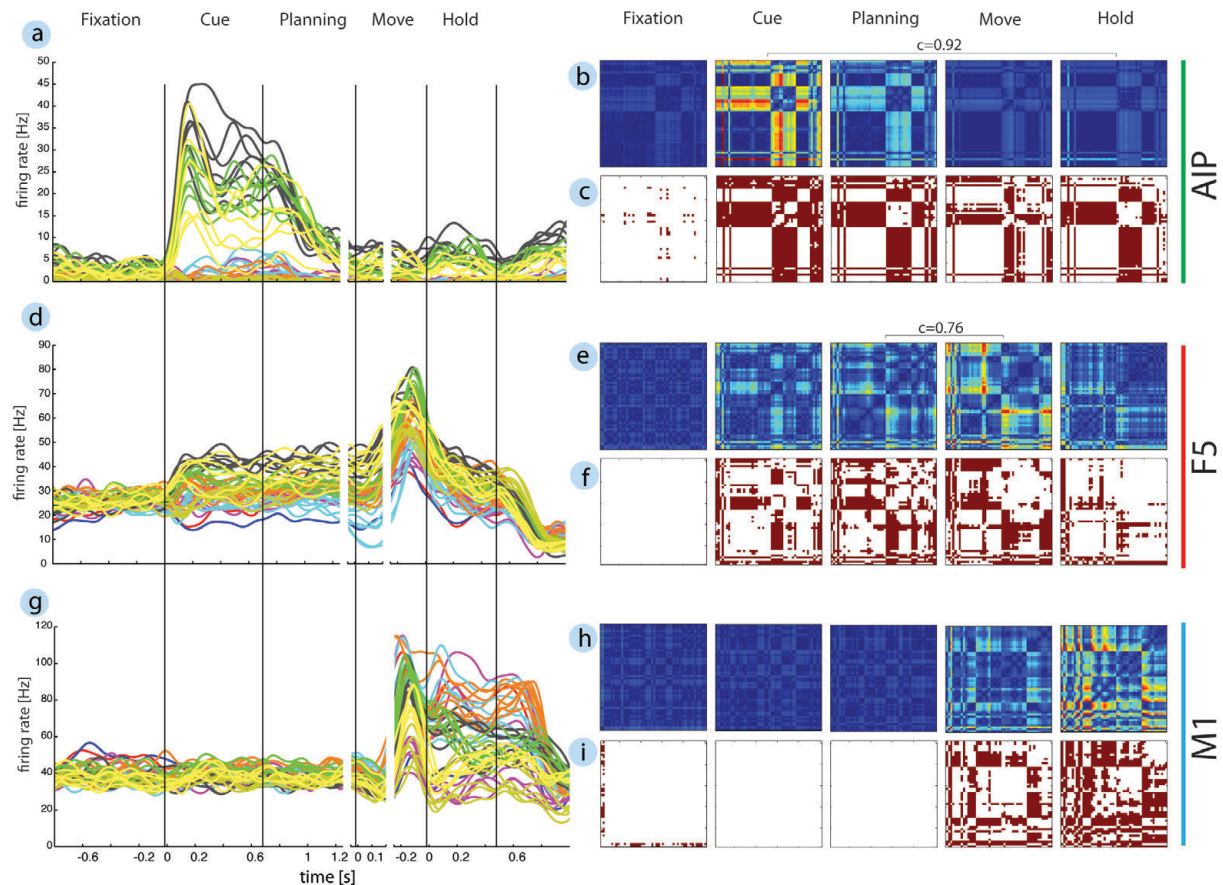 Fixation Cue Planning Move Hold
Fixation Cue Planning Move Hold
a
firing rate [Hz]
50
45
40
35
30
25
20
15
10
5
0
b
c=0.92
c
AIP
d
firing rate [Hz]
90
80
70
60
50
40
30
20
10
0
e
c=0.76
f
F5
g
firing rate [Hz]
120
100
80
60
40
20
0
-0.6 0 0.2 0.6 1 1.2 0 0.1 -0.2 0 0.6
time [s]
h
i
M1